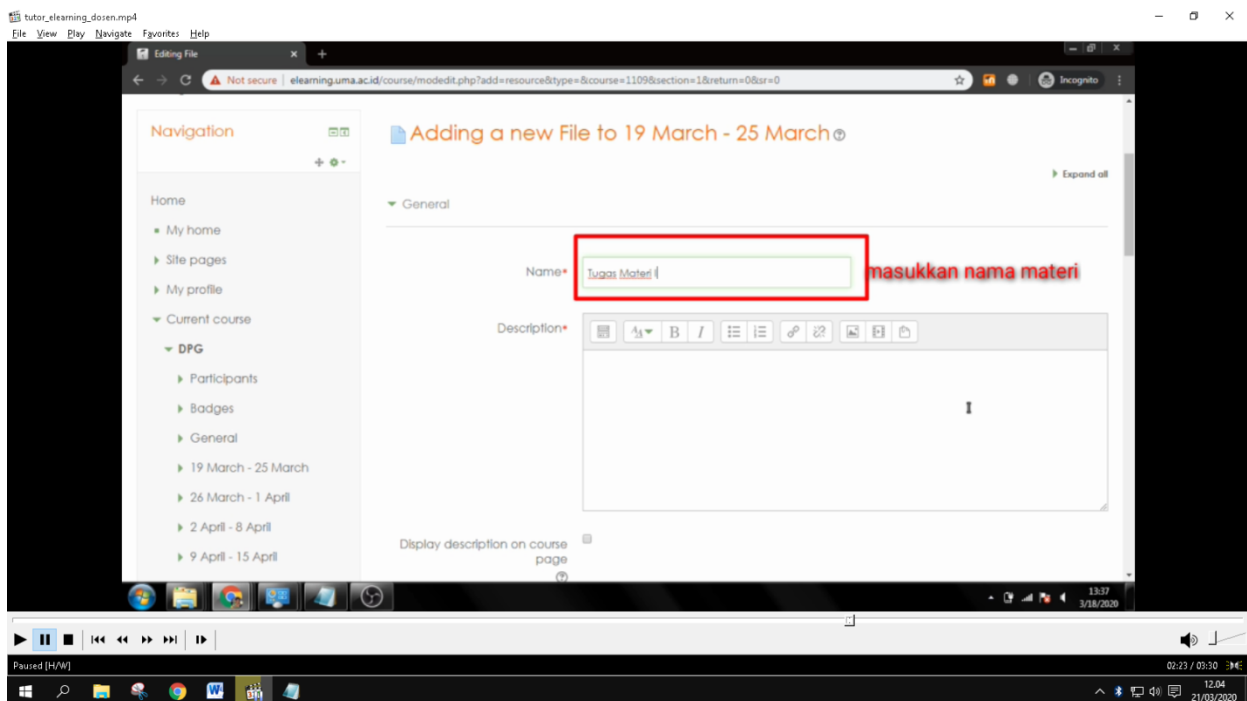 tutor_elearning_dosen.mp4
File View Play Navigate Favorites Help
Editing File
Not secure | elearning.uma.ac.id/course/modedit.php?add=resource&type=&course=1109&section=1&return=0&sr=0
Incognito
Navigation
Home
My home
Site pages
My profile
Current course
DPG
Participants
Badges
General
19 March - 25 March
26 March - 1 April
2 April - 8 April
9 April - 15 April
Adding a new File to 19 March - 25 March
Expand all
General
Name*
Tugas Materi I
masukkan nama materi
Description*
Display description on course
page
13:37
3/18/2020
Paused [H/W]
02:23 / 03:30
12.04
21/03/2020